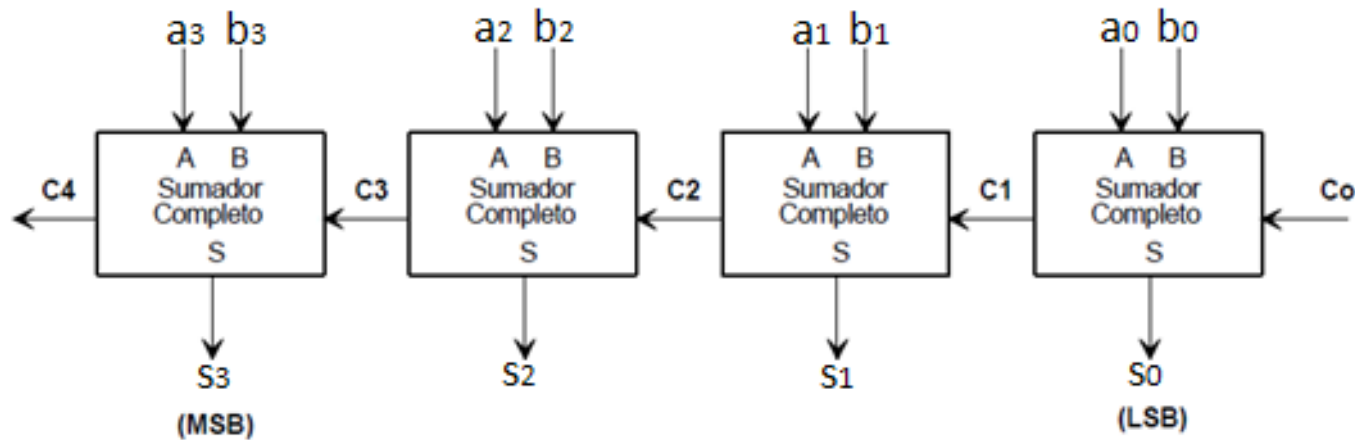 a3 b3 a2 b2 a1 b1 a0 b0
A B A B A B A B
C4 Sumador C3 Sumador C2 Sumador C1 Sumador Co
Completo Completo Completo Completo
S S S S
S3 S2 S1 S0
(MSB) (LSB)